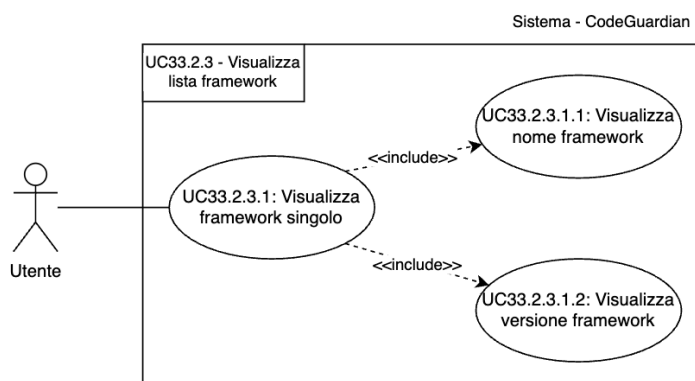 Sistema - CodeGuardian
UC33.2.3 - Visualizza
lista framework
UC33.2.3.1.1: Visualizza
nome framework
<<include>>
UC33.2.3.1: Visualizza
framework singolo
Utente
<<include>>
UC33.2.3.1.2: Visualizza
versione framework